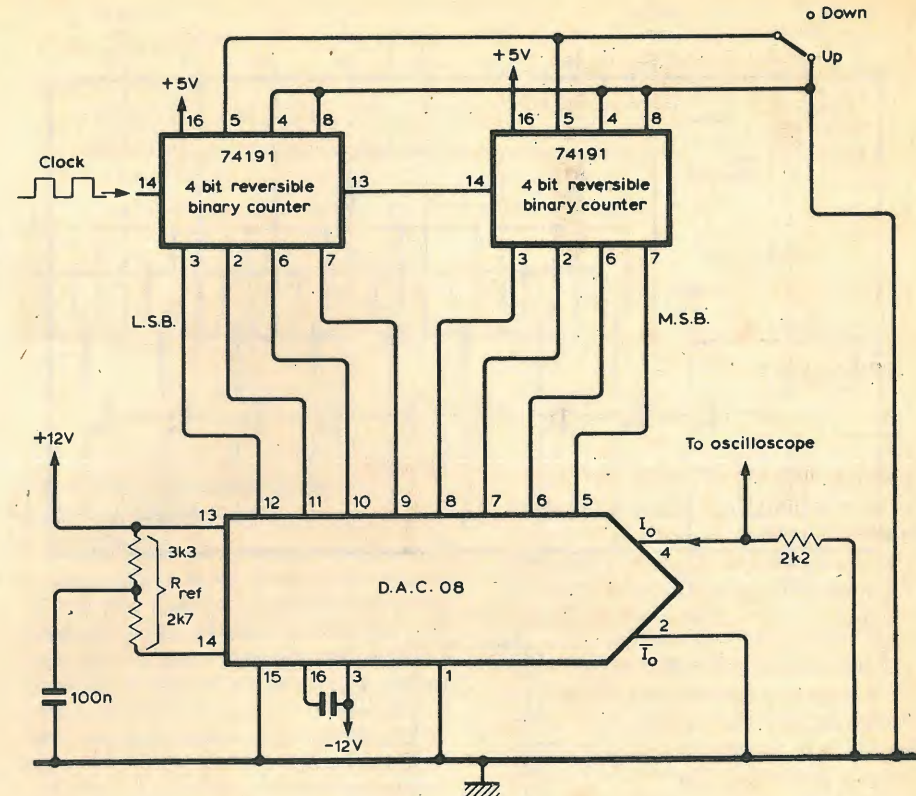 Down
Up
+5V
+5V
16 5 4 8
16 5 4 8
Clock
14
74191
4 bit reversible
binary counter
13
14
74191
4 bit reversible
binary counter
3 2 6 7
3 2 6 7
L.S.B.
M.S.B.
+12V
To oscilloscope
12 11 10 9 8 7 6 5
13
3k3
Rref
2k7
14
D.A.C. 08
Io
4
2k2
2
Io
100n
15 16 3 1
-12V